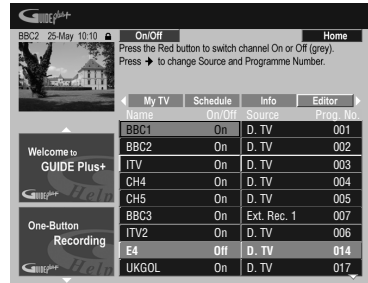 GUIDE plus+
BBC2 25-May 10:10 On/Off Home
Press the Red button to switch channel On or Off (grey).
Press → to change Source and Programme Number.
My TV Schedule Info Editor
Name On/Off Source Prog. No.
BBC1 On D. TV 001
BBC2 On D. TV 002
ITV On D. TV 003
CH4 On D. TV 004
CH5 On D. TV 005
BBC3 On Ext. Rec. 1 007
ITV2 On D. TV 006
E4 Off D. TV 014
UKGOL On D. TV 017
Welcome to
GUIDE Plus+
GUIDE plus+ Help
One-Button
Recording
GUIDE plus+ Help